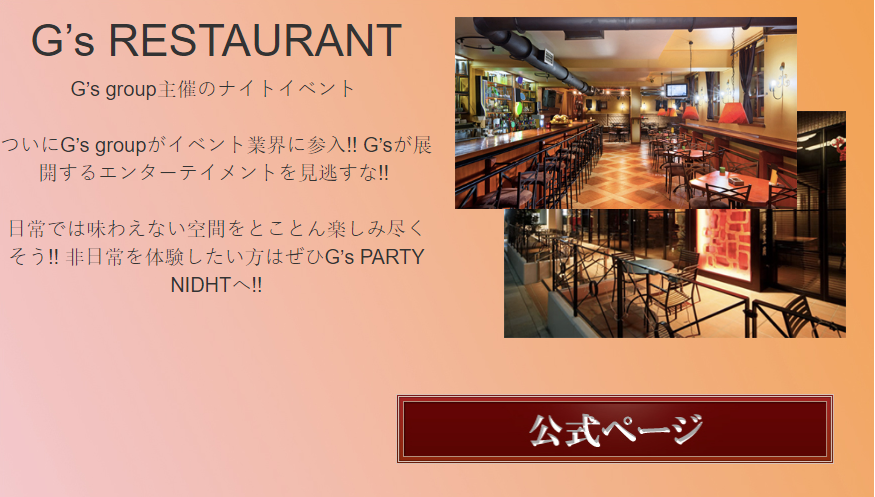 G’s RESTAURANT
G’s group主催のナイトイベント
ついにG’s groupがイベント業界に参入!! G’sが展
開するエンターテイメントを見逃すな!!
日常では味わえない空間をとことん楽しみ尽く
そう!! 非日常を体験したい方はぜひG’s PARTY
NIDHTへ!!
公式ページ